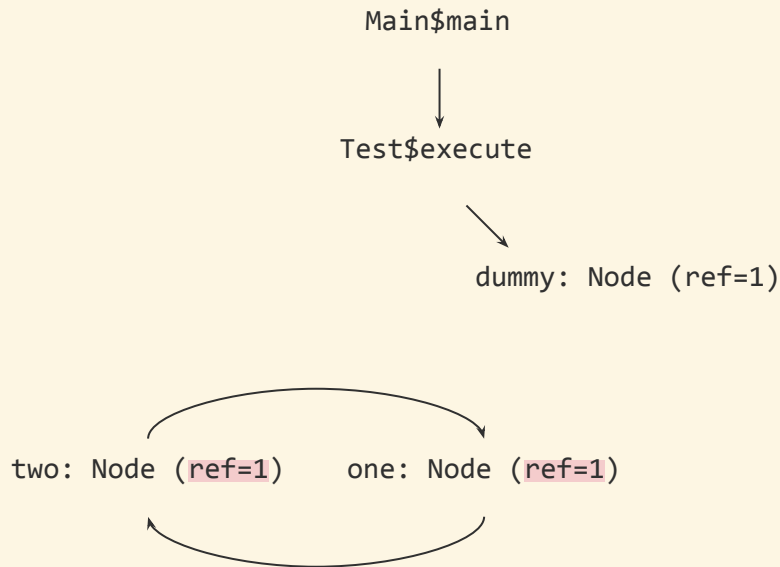 Main$main
Test$execute
dummy: Node (ref=1)
two: Node (ref=1) one: Node (ref=1)